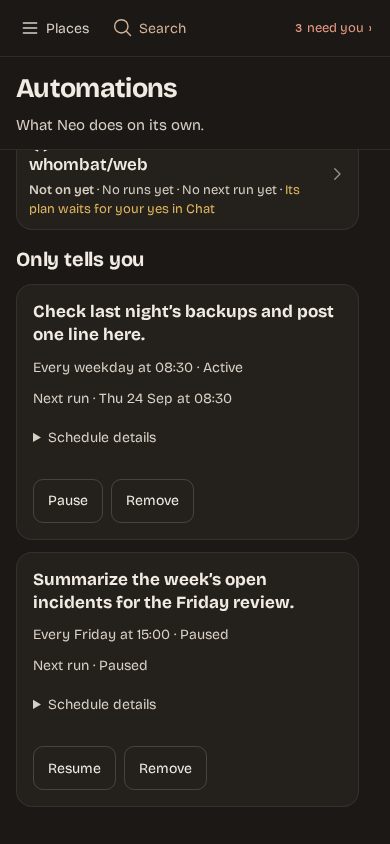 Places
Search
3 need you ›
Automations
What Neo does on its own.
whombat/web
Not on yet · No runs yet · No next run yet · Its
plan waits for your yes in Chat
Only tells you
Check last night's backups and post
one line here.
Every weekday at 08:30 · Active
Next run · Thu 24 Sep at 08:30
Schedule details
Pause
Remove
Summarize the week's open
incidents for the Friday review.
Every Friday at 15:00 · Paused
Next run · Paused
Schedule details
Resume
Remove